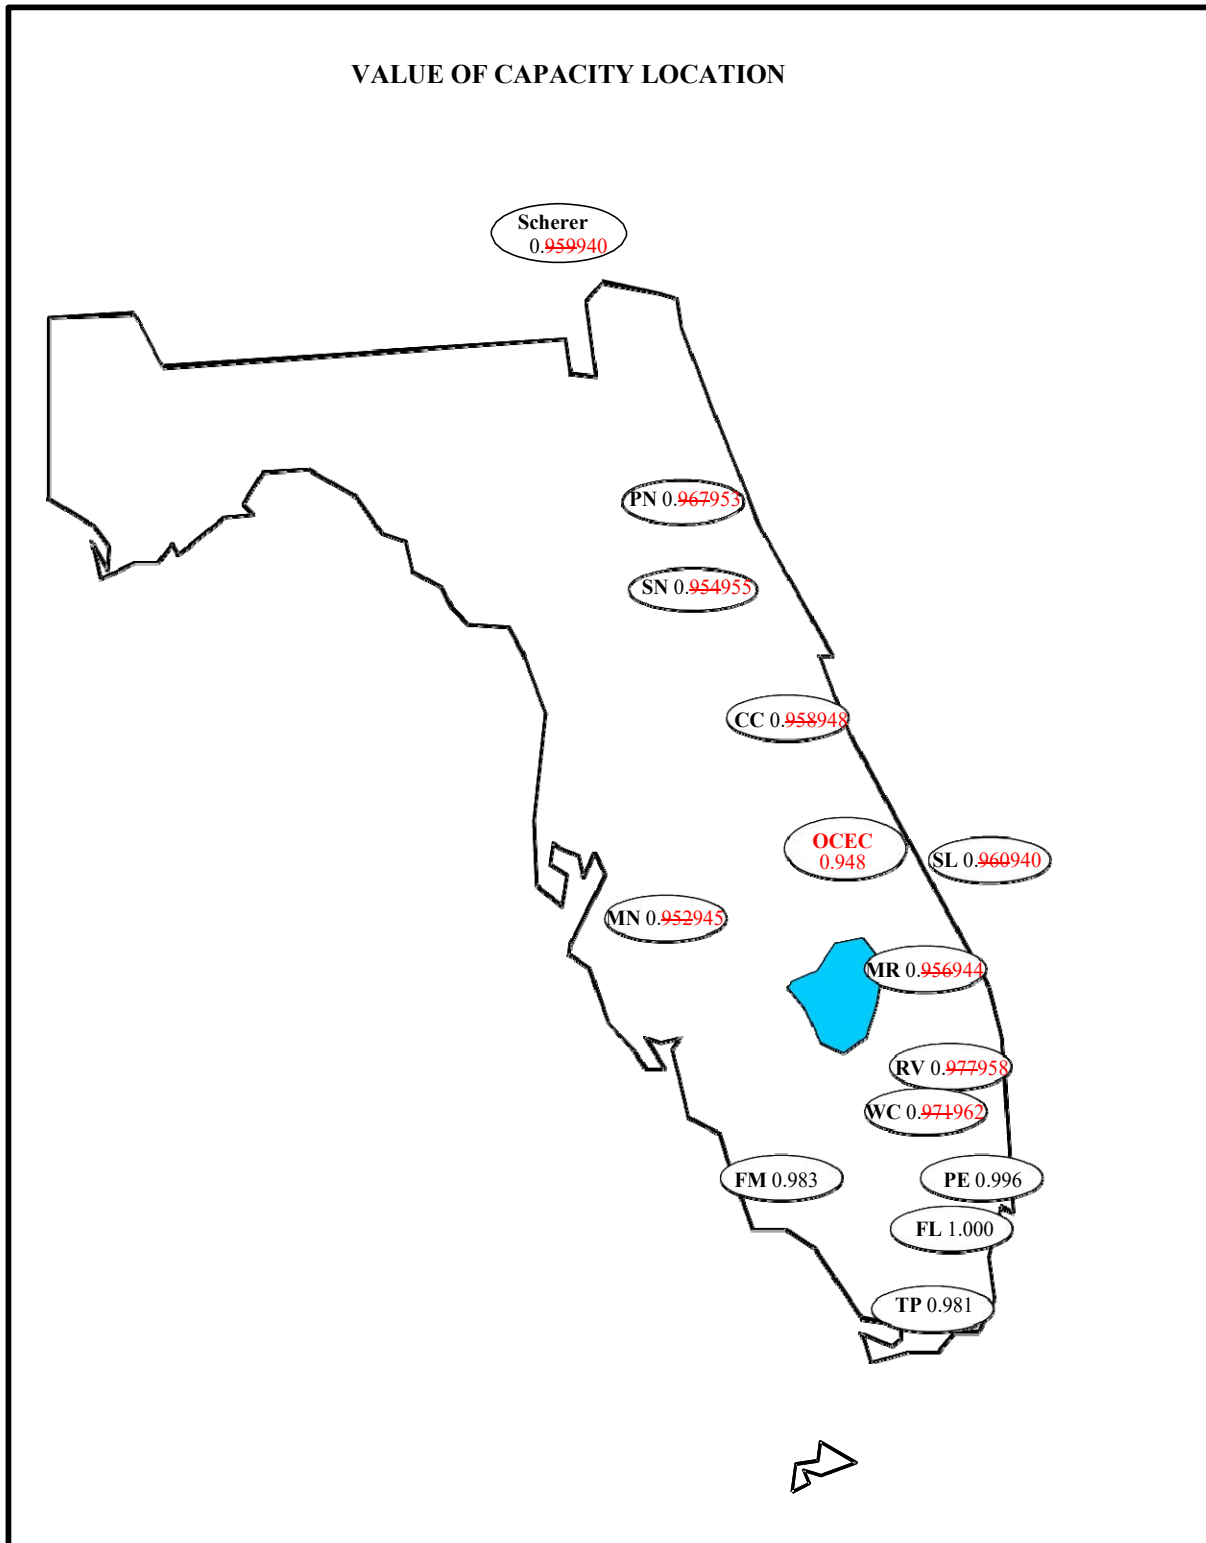 VALUE OF CAPACITY LOCATION
Scherer
0.959940
PN 0.967953
SN 0.954955
CC 0.958948
OCEC
0.948
SL 0.960940
MN 0.952945
MR 0.956944
RV 0.977958
WC 0.971962
FM 0.983
PE 0.996
FL 1.000
TP 0.981